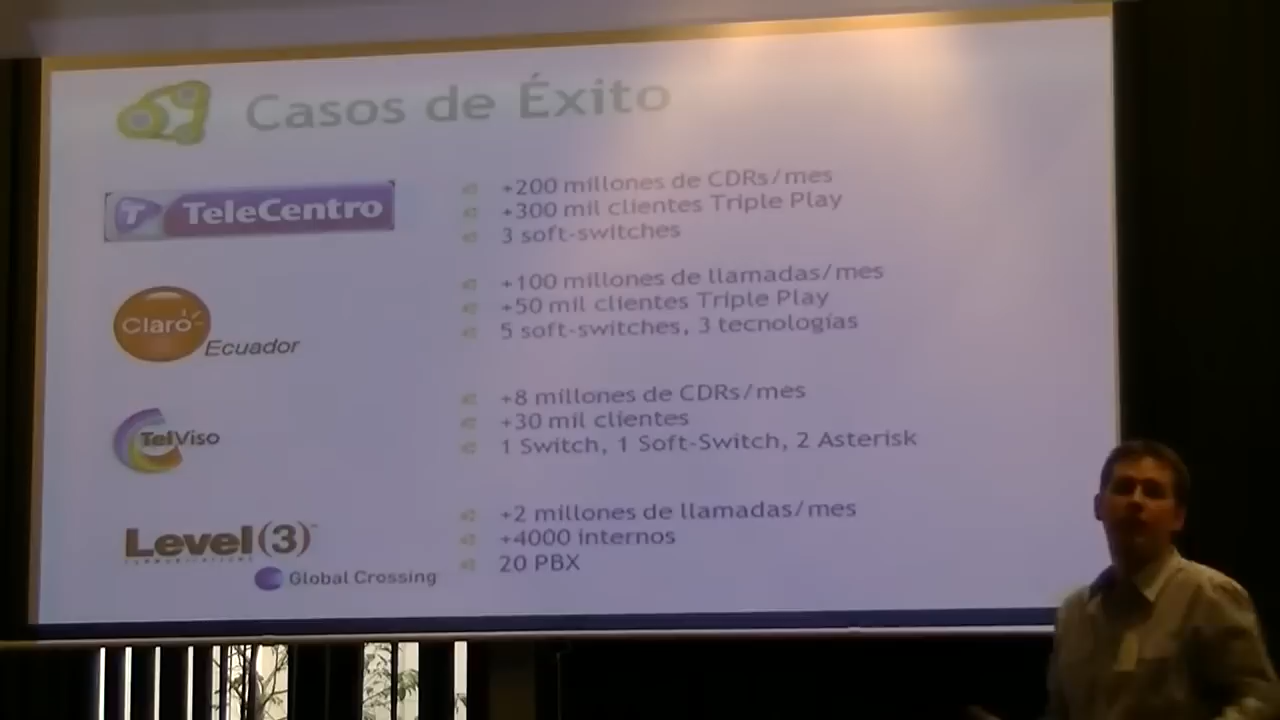 Casos de Éxito
TeleCentro
+200 millones de CDRs/mes
+300 mil clientes Triple Play
3 soft-switches
Claro
Ecuador
+100 millones de llamadas/mes
+50 mil clientes Triple Play
5 soft-switches, 3 tecnologías
TelViso
+8 millones de CDRs/mes
+30 mil clientes
1 Switch, 1 Soft-Switch, 2 Asterisk
Level(3)
COMMUNICATIONS
Global Crossing
+2 millones de llamadas/mes
+4000 internos
20 PBX